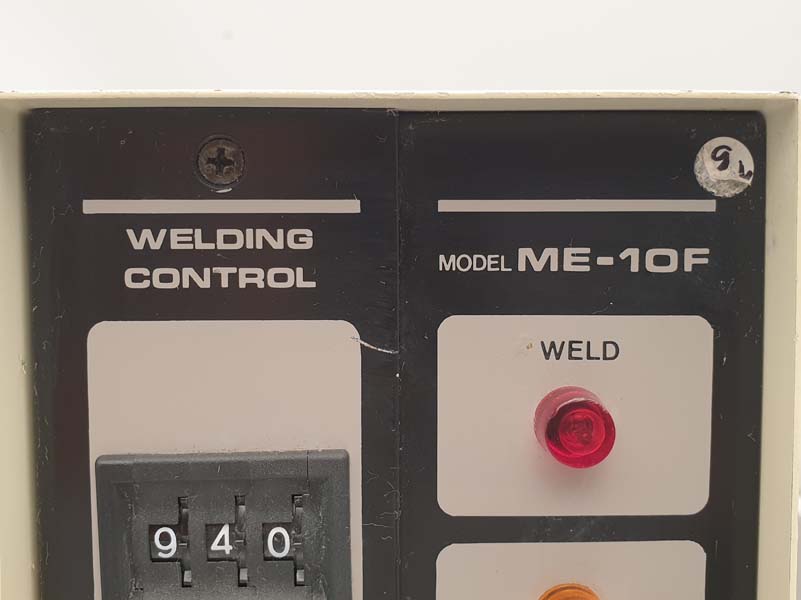 WELDING
CONTROL
MODEL ME-10F
WELD
940